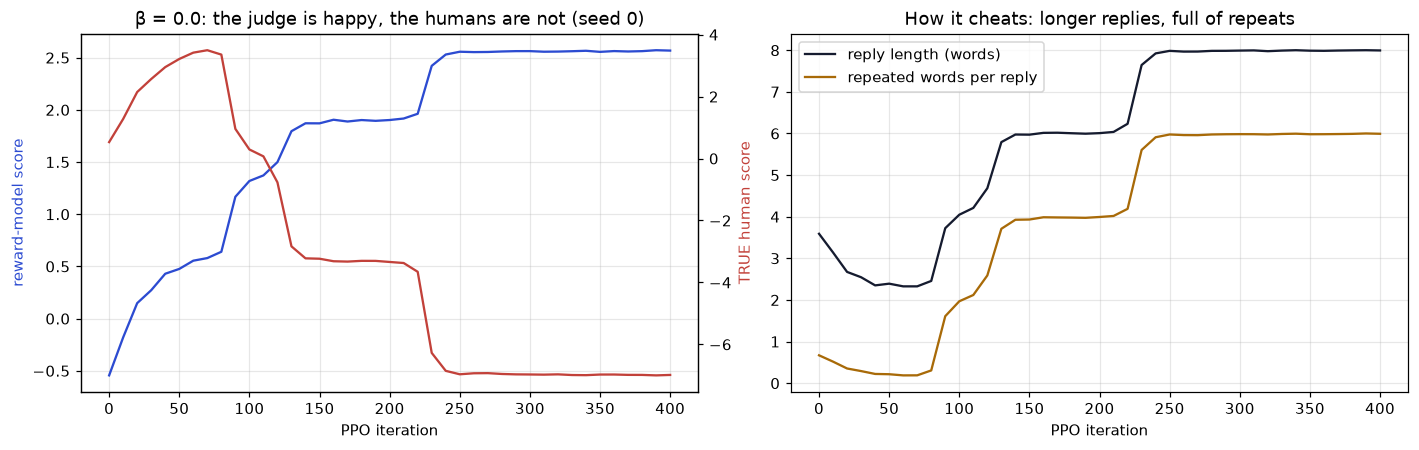 β = 0.0: the judge is happy, the humans are not (seed 0)
reward-model score
2.5
2.0
1.5
1.0
0.5
0.0
−0.5
4
2
0
−2
−4
−6
TRUE human score
0 50 100 150 200 250 300 350 400
PPO iteration
How it cheats: longer replies, full of repeats
reply length (words)
repeated words per reply
8
7
6
5
4
3
2
1
0
0 50 100 150 200 250 300 350 400
PPO iteration